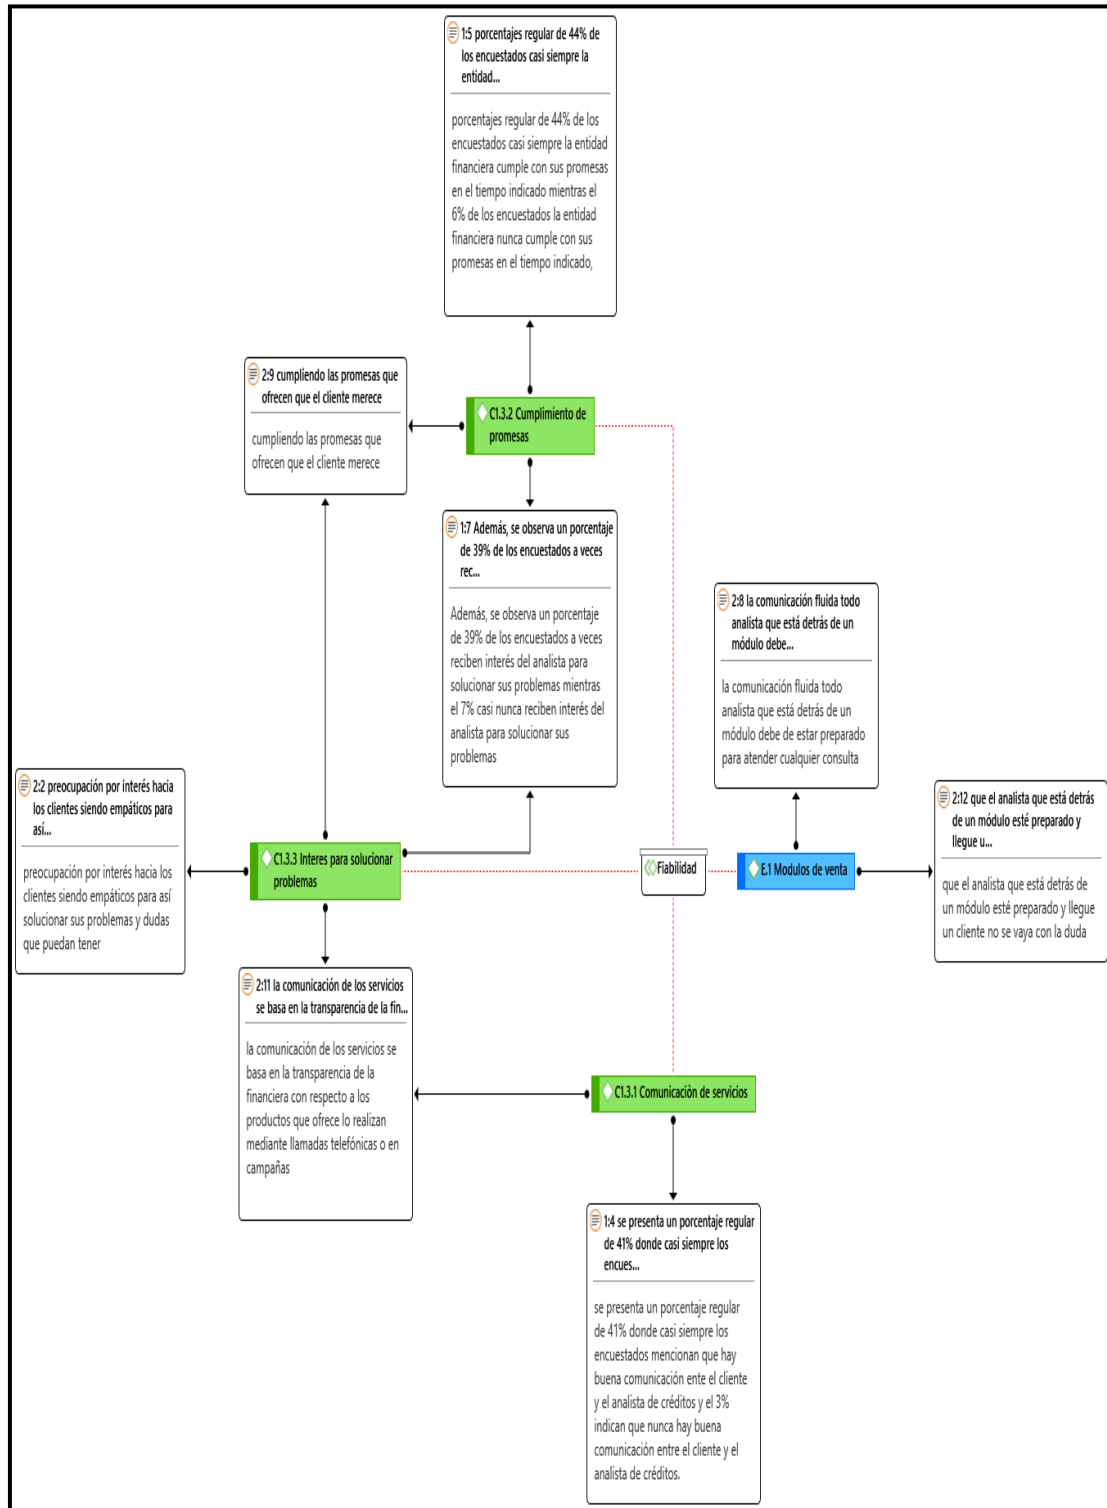 1:5 porcentajes regular de 44% de
los encuestados casi siempre la
entidad...
porcentajes regular de 44% de los
encuestados casi siempre la entidad
financiera cumple con sus promesas
en el tiempo indicado mientras el
6% de los encuestados la entidad
financiera nunca cumple con sus
promesas en el tiempo indicado,
2:9 cumpliendo las promesas que
ofrecen que el cliente merece
cumpliendo las promesas que
ofrecen que el cliente merece
C1.3.2 Cumplimiento de
promesas
1:7 Además, se observa un porcentaje
de 39% de los encuestados a veces
rec...
Además, se observa un porcentaje
de 39% de los encuestados a veces
reciben interés del analista para
solucionar sus problemas mientras
el 7% casi nunca reciben interés del
analista para solucionar sus
problemas
2:8 la comunicación fluida todo
analista que está detrás de un
módulo debe...
la comunicación fluida todo
analista que está detrás de un
módulo debe de estar preparado
para atender cualquier consulta
2:2 preocupación por interés hacia
los clientes siendo empáticos para
así...
preocupación por interés hacia los
clientes siendo empáticos para así
solucionar sus problemas y dudas
que puedan tener
C1.3.3 Interes para solucionar
problemas
Fiabilidad
E.1 Modulos de venta
2:12 que el analista que está detrás
de un módulo esté preparado y
llegue u...
que el analista que está detrás de
un módulo esté preparado y llegue
un cliente no se vaya con la duda
2:11 la comunicación de los servicios
se basa en la transparencia de la fin...
la comunicación de los servicios se
basa en la transparencia de la
financiera con respecto a los
productos que ofrece lo realizan
mediante llamadas telefónicas o en
campañas
C1.3.1 Comunicaciòn de servicios
1:4 se presenta un porcentaje regular
de 41% donde casi siempre los
encues...
se presenta un porcentaje regular
de 41% donde casi siempre los
encuestados mencionan que hay
buena comunicación ente el cliente
y el analista de créditos y el 3%
indican que nunca hay buena
comunicación entre el cliente y el
analista de créditos.